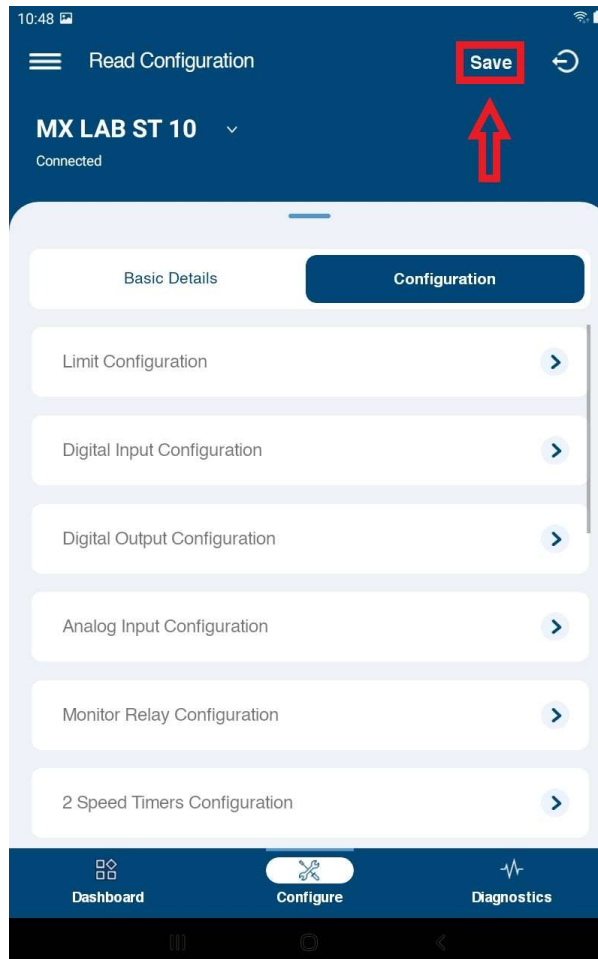 10:48
Read Configuration Save
MX LAB ST 10
Connected
Basic Details Configuration
Limit Configuration
Digital Input Configuration
Digital Output Configuration
Analog Input Configuration
Monitor Relay Configuration
2 Speed Timers Configuration
Dashboard Configure Diagnostics